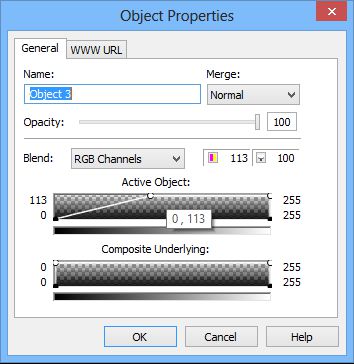 Object Properties
General WWW URL
Name: Merge:
Object 3 Normal
Opacity: 100
Blend: RGB Channels 113 100
Active Object:
113 255
0 255
0 , 113
Composite Underlying:
0 255
0 255
OK Cancel Help